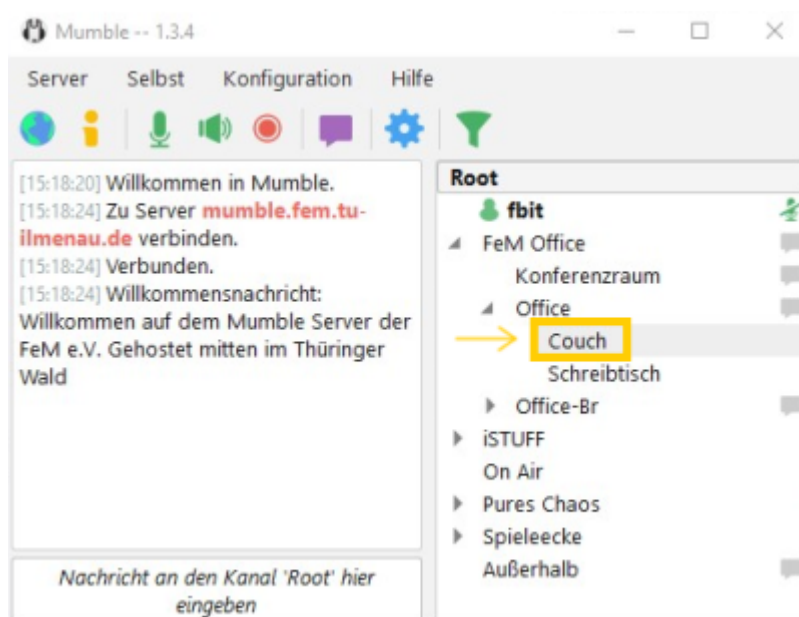 Mumble -- 1.3.4
Server Selbst Konfiguration Hilfe
[15:18:20] Willkommen in Mumble.
[15:18:24] Zu Server mumble.fem.tu-
ilmenau.de verbinden.
[15:18:24] Verbunden.
[15:18:24] Willkommensnachricht:
Willkommen auf dem Mumble Server der
FeM e.V. Gehostet mitten im Thüringer
Wald
Nachricht an den Kanal 'Root' hier
eingeben
Root
fbit
FeM Office
Konferenzraum
Office
Couch
Schreibtisch
Office-Br
iSTUFF
On Air
Pures Chaos
Spieleecke
Außerhalb